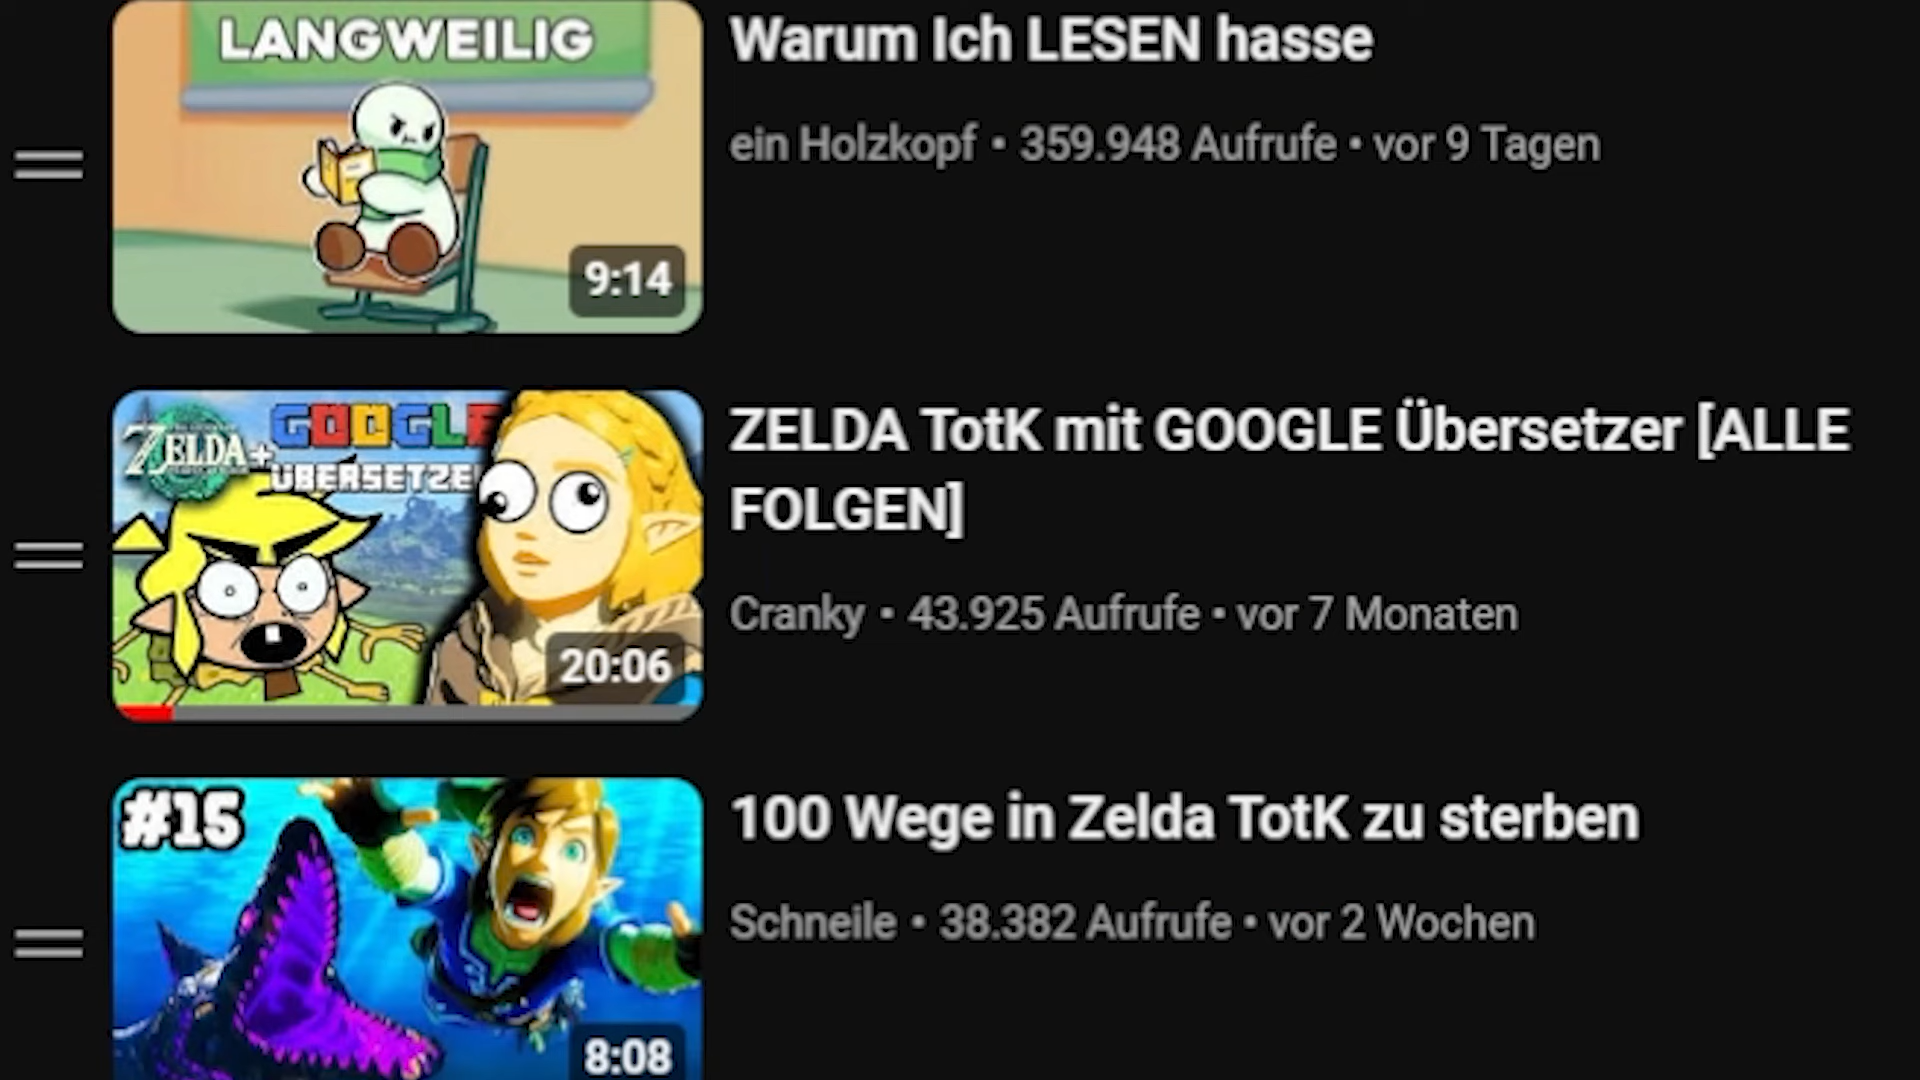 LANGWEILIG
9:14
Warum Ich LESEN hasse
ein Holzkopf • 359.948 Aufrufe • vor 9 Tagen
ZELDA + GOOGLE
ÜBERSETZE
20:06
ZELDA TotK mit GOOGLE Übersetzer [ALLE
FOLGEN]
Cranky • 43.925 Aufrufe • vor 7 Monaten
#15
8:08
100 Wege in Zelda TotK zu sterben
Schneile • 38.382 Aufrufe • vor 2 Wochen